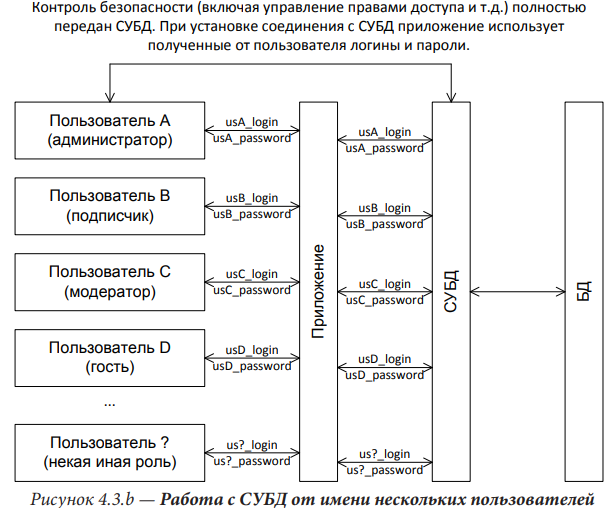 Контроль безопасности (включая управление правами доступа и т.д.) полностью
передан СУБД. При установке соединения с СУБД приложение использует
полученные от пользователя логины и пароли.
Пользователь A
(администратор)
usA_login
usA_password
usA_login
usA_password
Пользователь B
(подписчик)
usB_login
usB_password
usB_login
usB_password
Пользователь C
(модератор)
usC_login
usC_password
usC_login
usC_password
Пользователь D
(гость)
usD_login
usD_password
usD_login
usD_password
...
Пользователь ?
(некая иная роль)
us?_login
us?_password
us?_login
us?_password
Приложение
СУБД
БД
Рисунок 4.3.b — Работа с СУБД от имени нескольких пользователей